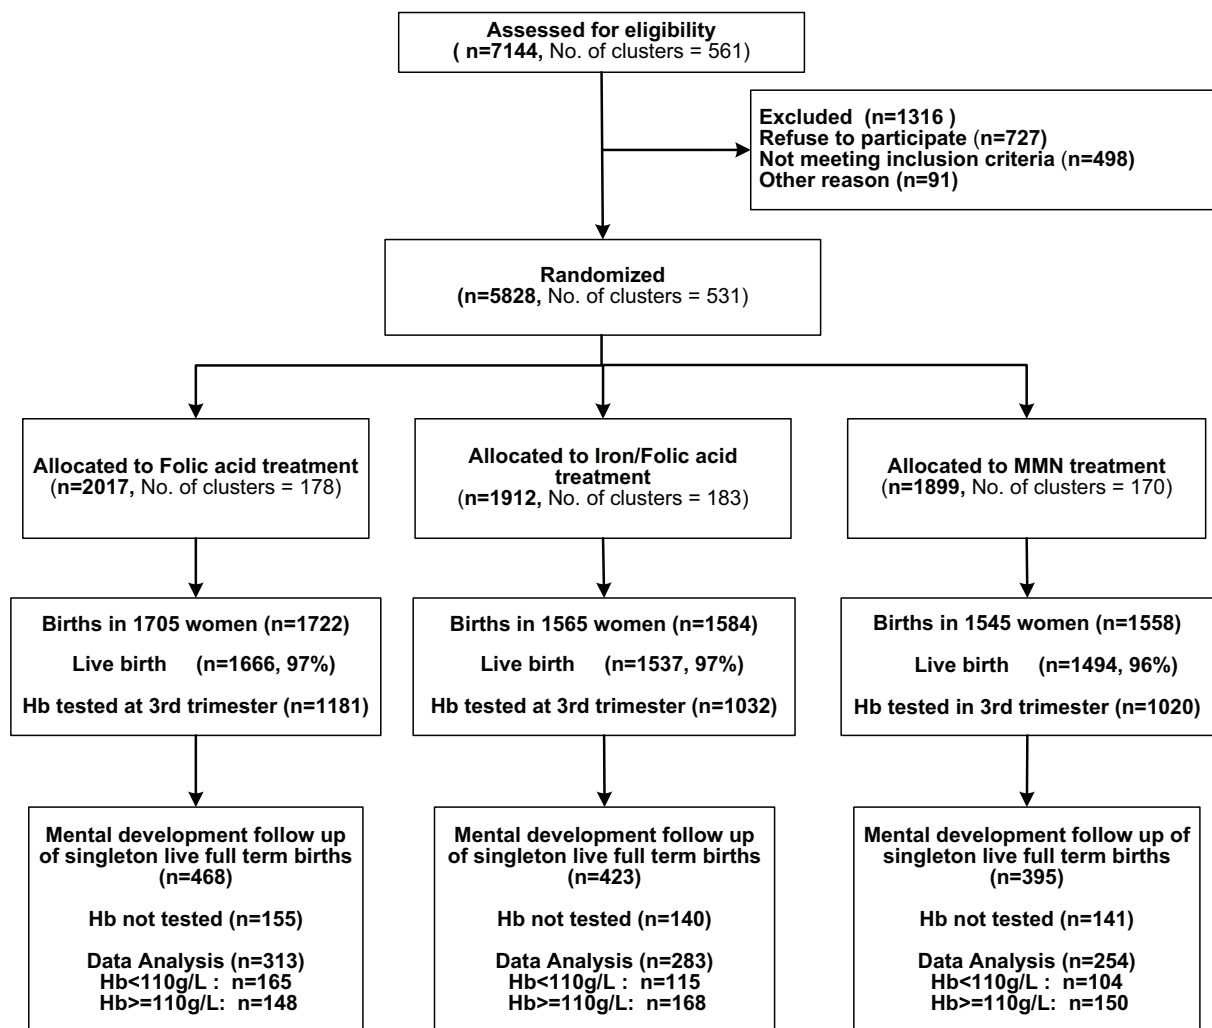 Assessed for eligibility
( n=7144, No. of clusters = 561)
Excluded (n=1316 )
Refuse to participate (n=727)
Not meeting inclusion criteria (n=498)
Other reason (n=91)
Randomized
(n=5828, No. of clusters = 531)
Allocated to Folic acid treatment
(n=2017, No. of clusters = 178)
Allocated to Iron/Folic acid
treatment
(n=1912, No. of clusters = 183)
Allocated to MMN treatment
(n=1899, No. of clusters = 170)
Births in 1705 women (n=1722)
Live birth (n=1666, 97%)
Hb tested at 3rd trimester (n=1181)
Births in 1565 women (n=1584)
Live birth (n=1537, 97%)
Hb tested at 3rd trimester (n=1032)
Births in 1545 women (n=1558)
Live birth (n=1494, 96%)
Hb tested in 3rd trimester (n=1020)
Mental development follow up
of singleton live full term births
(n=468)
Hb not tested (n=155)
Data Analysis (n=313)
Hb<110g/L : n=165
Hb>=110g/L: n=148
Mental development follow up
of singleton live full term births
(n=423)
Hb not tested (n=140)
Data Analysis (n=283)
Hb<110g/L : n=115
Hb>=110g/L: n=168
Mental development follow up of
singleton live full term births
(n=395)
Hb not tested (n=141)
Data Analysis (n=254)
Hb<110g/L : n=104
Hb>=110g/L: n=150